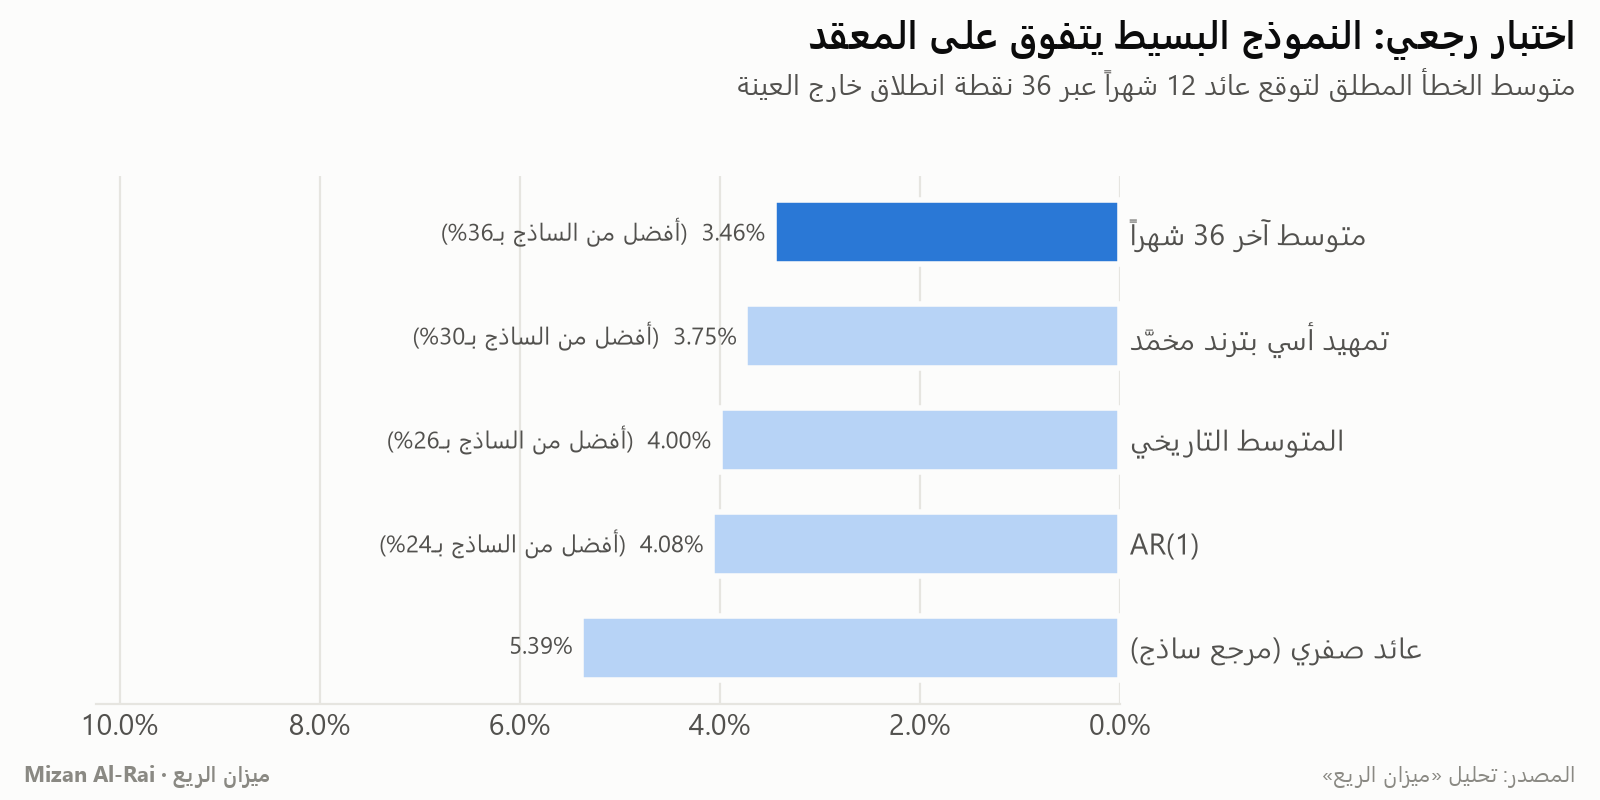 اختبار رجعي: النموذج البسيط يتفوق على المعقد
متوسط الخطأ المطلق لتوقع عائد 12 شهراً عبر 36 نقطة انطلاق خارج العينة
متوسط آخر 36 شهراً
3.46% (أفضل من الساذج بـ36%)
تمهيد أسي بترند مخمَّد
3.75% (أفضل من الساذج بـ30%)
المتوسط التاريخي
4.00% (أفضل من الساذج بـ26%)
AR(1)
4.08% (أفضل من الساذج بـ24%)
عائد صفري (مرجع ساذج)
5.39%
10.0% 8.0% 6.0% 4.0% 2.0% 0.0%
المصدر: تحليل «ميزان الريع»
Mizan Al-Rai · ميزان الريع